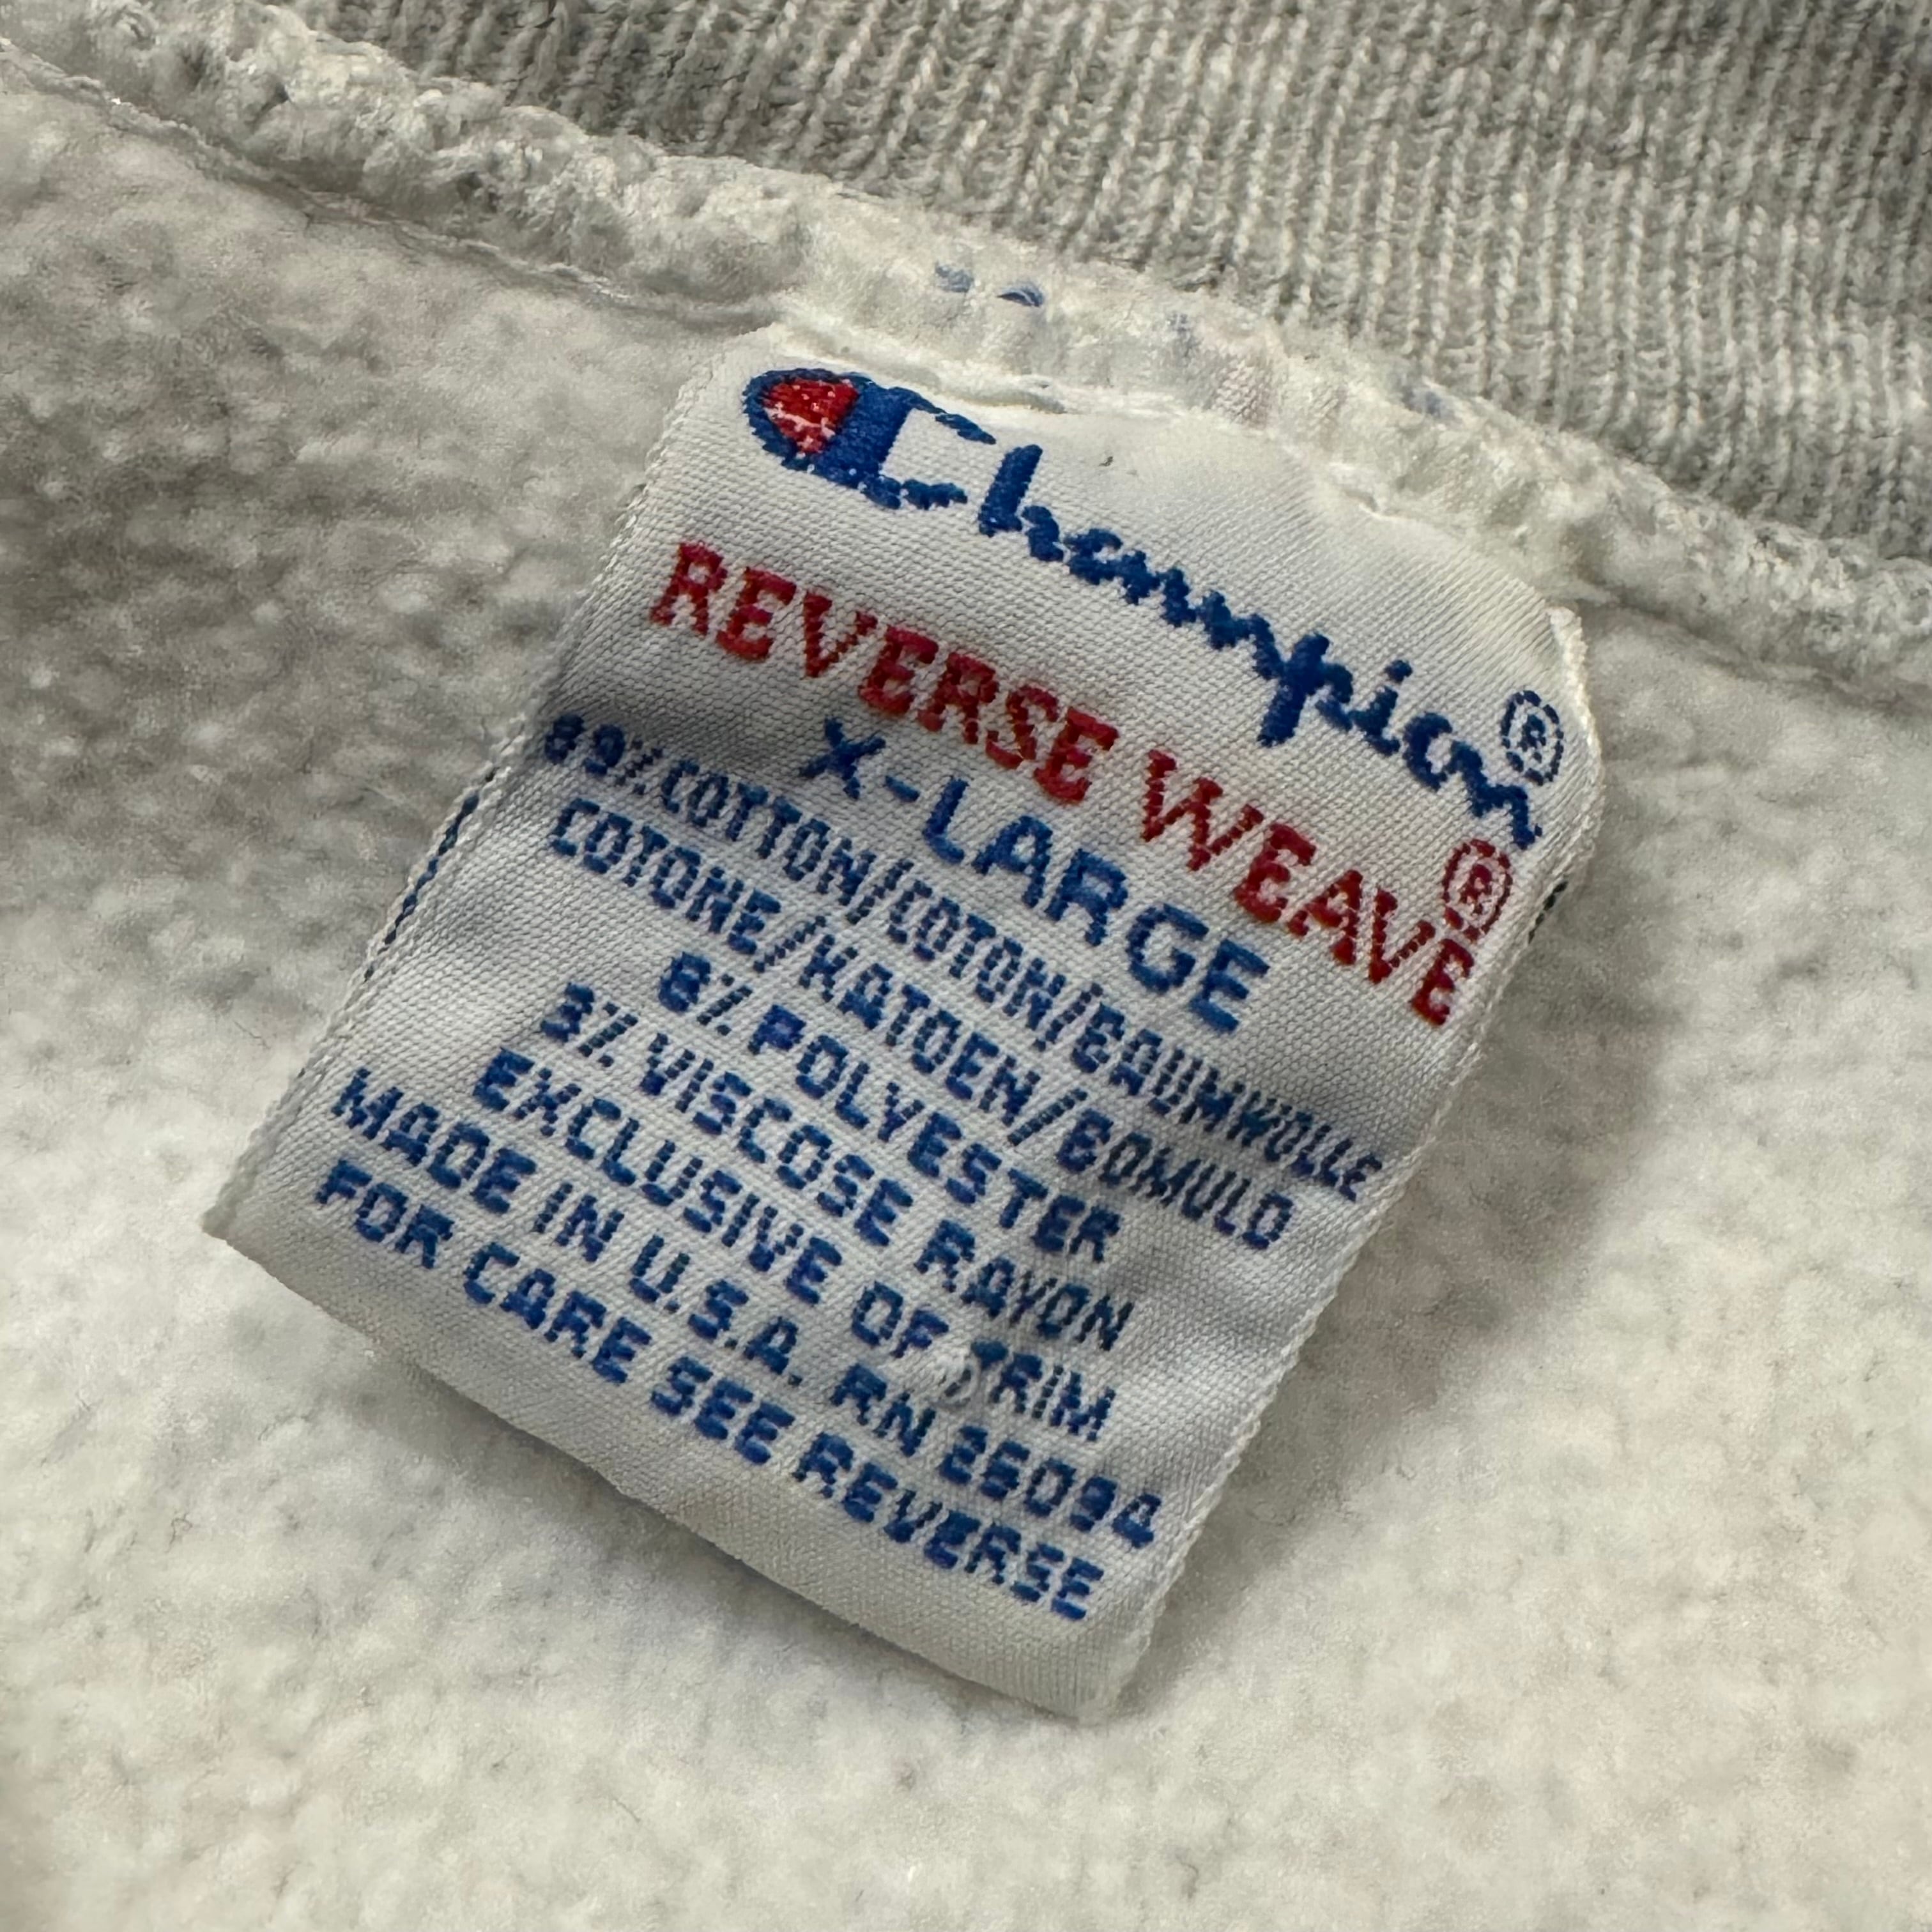 Champion®
REVERSE WEAVE®
X-LARGE
89% COTTON/COTON/BAUMWOLLE
COTONE/KATOEN/BOMULD
8% POLYESTER
3% VISCOSE RAYON
EXCLUSIVE OF TRIM
MADE IN U.S.A. RN 26094
FOR CARE SEE REVERSE